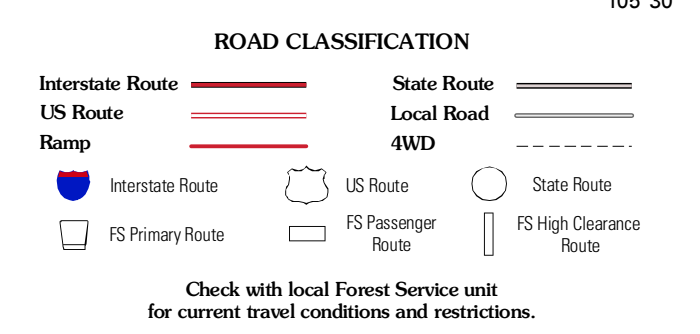 105 30
ROAD CLASSIFICATION
Interstate Route
State Route
US Route
Local Road
Ramp
4WD
Interstate Route
US Route
State Route
FS Primary Route
FS Passenger
Route
FS High Clearance
Route
Check with local Forest Service unit
for current travel conditions and restrictions.